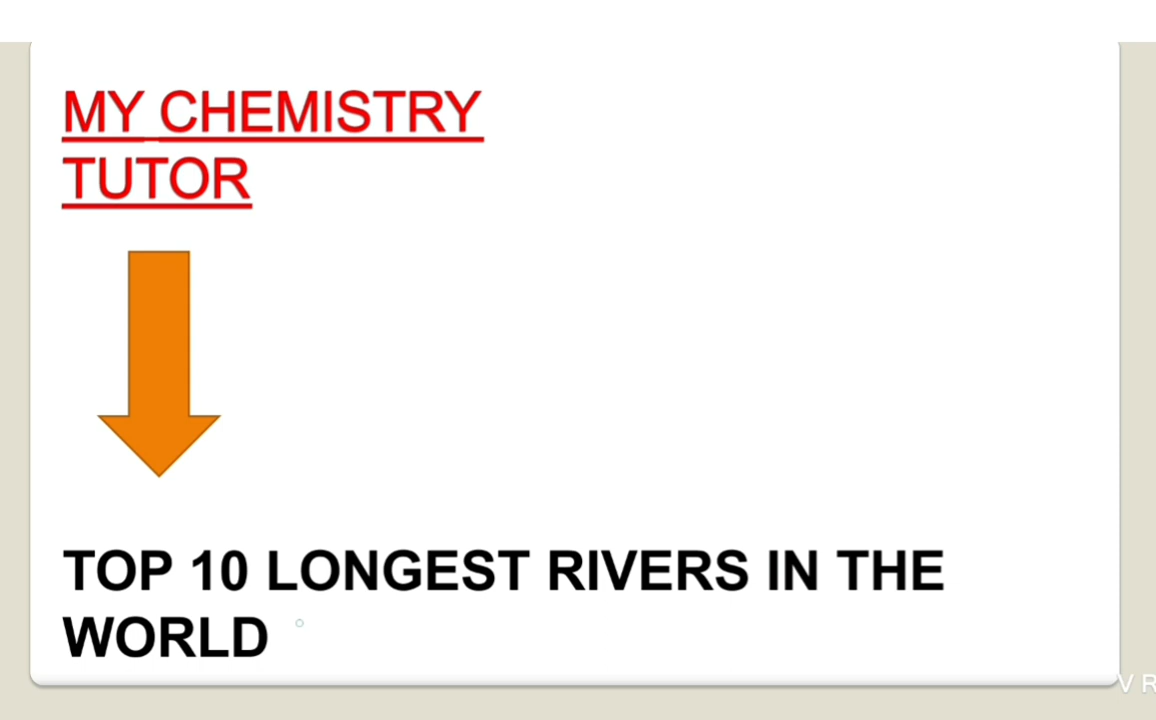 MY CHEMISTRY
TUTOR
TOP 10 LONGEST RIVERS IN THE
WORLD
V R